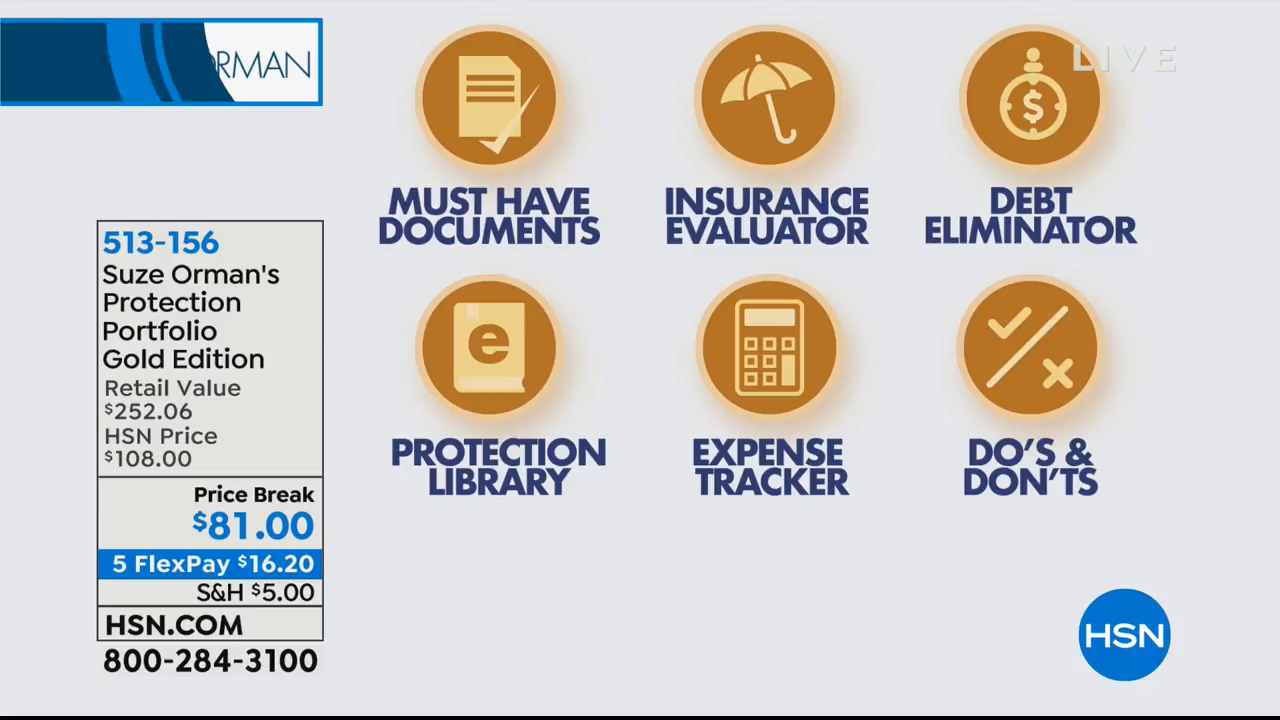 ORMAN
LIVE
513-156
Suze Orman's
Protection
Portfolio
Gold Edition
Retail Value
$252.06
HSN Price
$108.00
Price Break
$81.00
5 FlexPay $16.20
S&H $5.00
HSN.COM
800-284-3100
$
MUST HAVE
DOCUMENTS
INSURANCE
EVALUATOR
DEBT
ELIMINATOR
e
PROTECTION
LIBRARY
EXPENSE
TRACKER
DO'S &
DON'TS
HSN